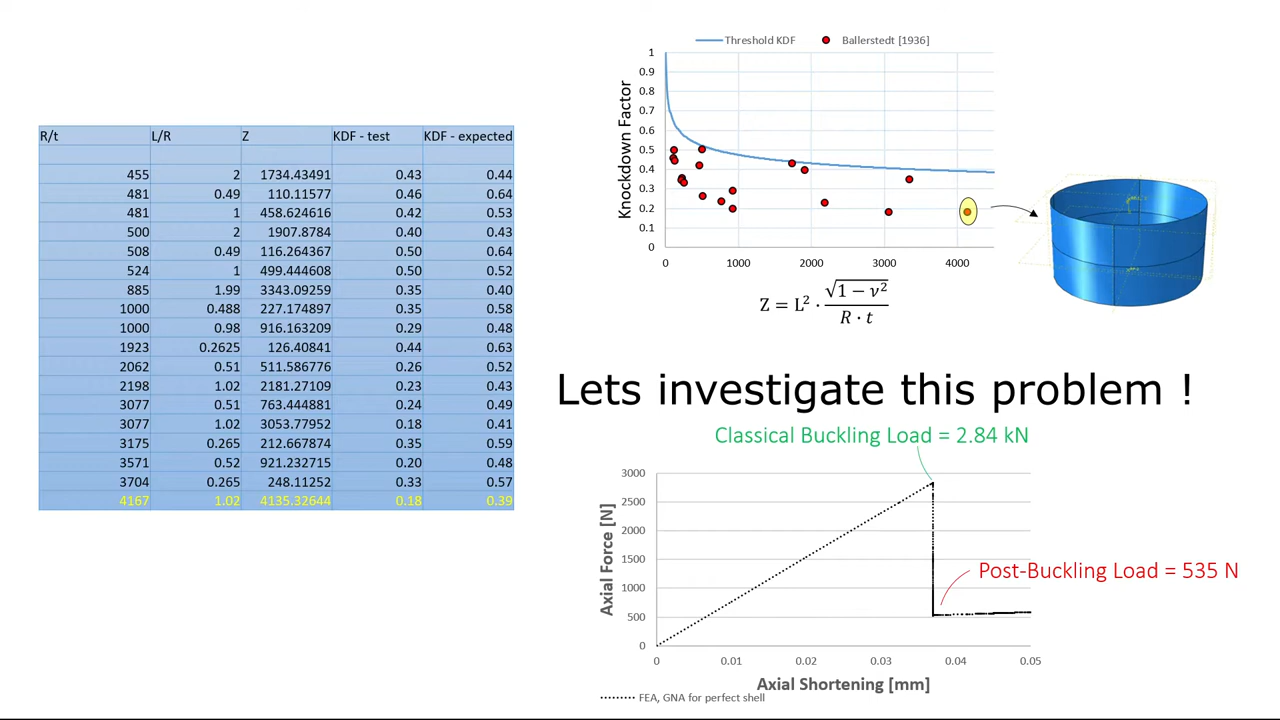 R/t L/R Z KDF - test KDF - expected
455 2 1734.43491 0.43 0.44
481 0.49 110.11577 0.46 0.64
481 1 458.624616 0.42 0.53
500 2 1907.8784 0.40 0.43
508 0.49 116.264367 0.50 0.64
524 1 499.444608 0.50 0.52
885 1.99 3343.09259 0.35 0.40
1000 0.488 227.174897 0.35 0.58
1000 0.98 916.163209 0.29 0.48
1923 0.2625 126.40841 0.44 0.63
2062 0.51 511.586776 0.26 0.52
2198 1.02 2181.27109 0.23 0.43
3077 0.51 763.444881 0.24 0.49
3077 1.02 3053.77952 0.18 0.41
3175 0.265 212.667874 0.35 0.59
3571 0.52 921.232715 0.20 0.48
3704 0.265 248.11252 0.33 0.57
4167 1.02 4135.32644 0.18 0.39
Threshold KDF Ballerstedt [1936]
Knockdown Factor
1
0.9
0.8
0.7
0.6
0.5
0.4
0.3
0.2
0.1
0
0 1000 2000 3000 4000
Z = L² · √1 − ν² / R · t
Lets investigate this problem !
Classical Buckling Load = 2.84 kN
Axial Force [N]
3000
2500
2000
1500
1000
500
0
Post-Buckling Load = 535 N
0 0.01 0.02 0.03 0.04 0.05
Axial Shortening [mm]
FEA, GNA for perfect shell